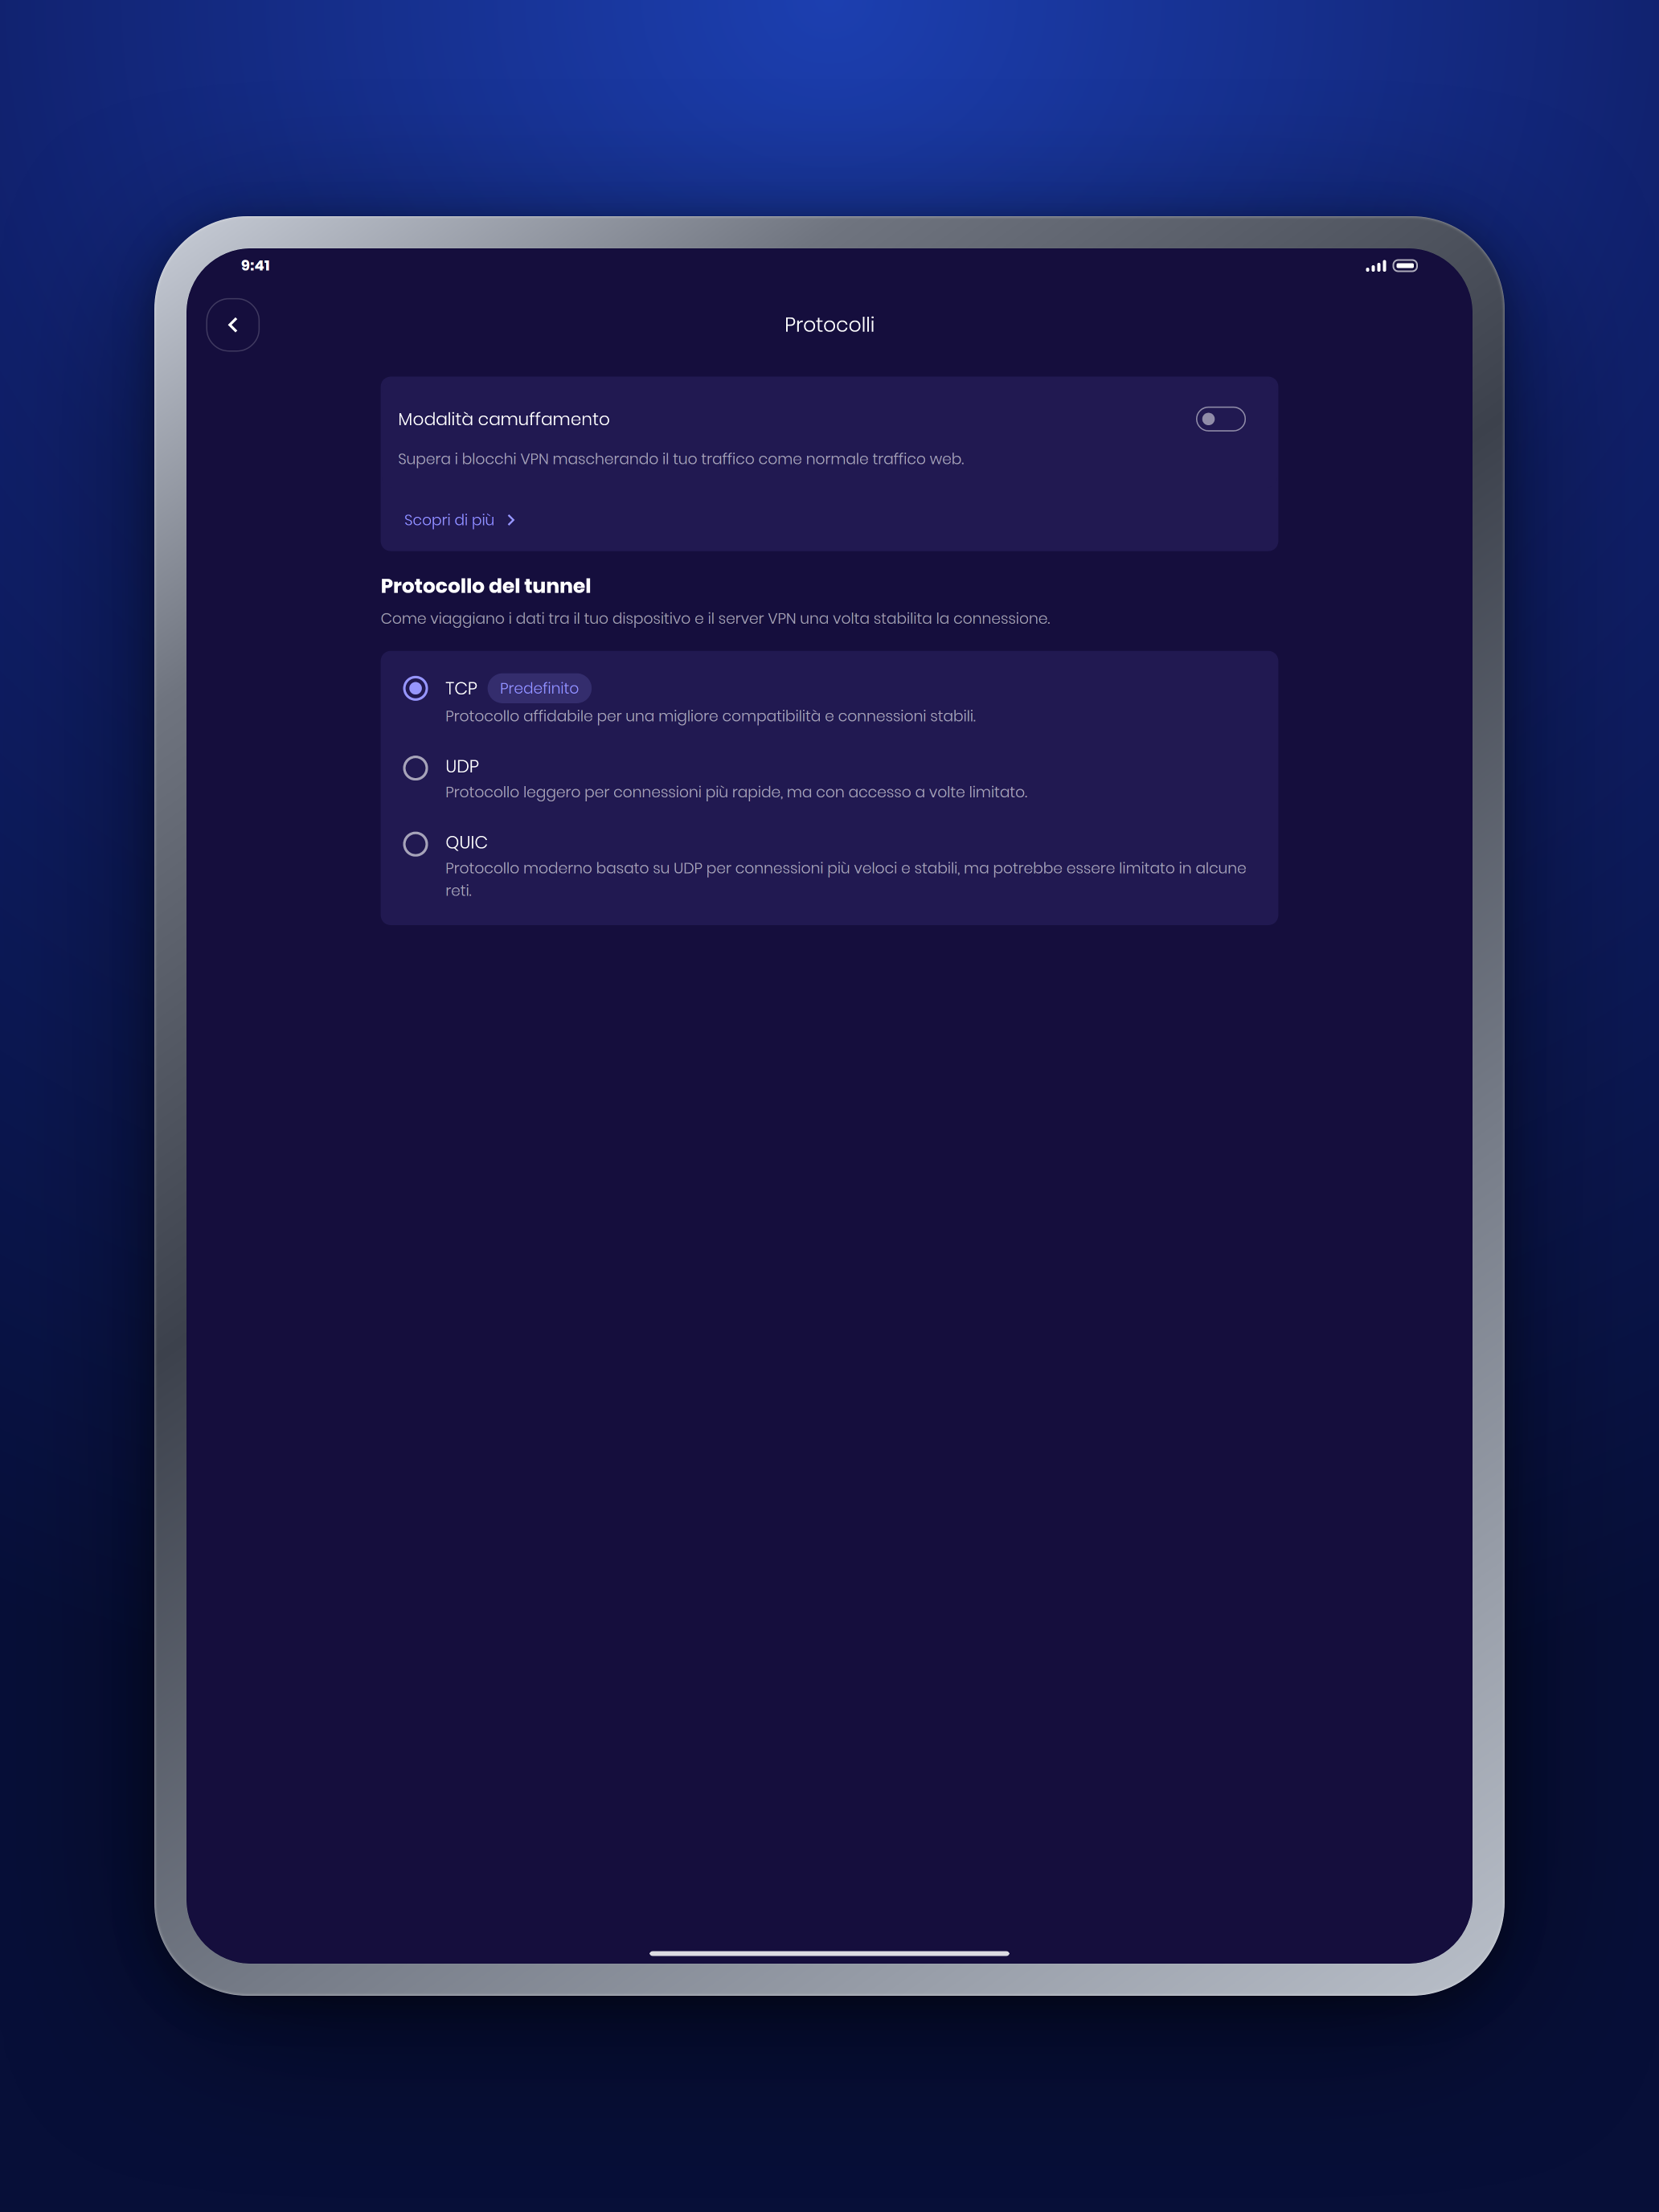 9:41
Protocolli
Modalità camuffamento
Supera i blocchi VPN mascherando il tuo traffico come normale traffico web.
Scopri di più
Protocollo del tunnel
Come viaggiano i dati tra il tuo dispositivo e il server VPN una volta stabilita la connessione.
TCP Predefinito
Protocollo affidabile per una migliore compatibilità e connessioni stabili.
UDP
Protocollo leggero per connessioni più rapide, ma con accesso a volte limitato.
QUIC
Protocollo moderno basato su UDP per connessioni più veloci e stabili, ma potrebbe essere limitato in alcune
reti.